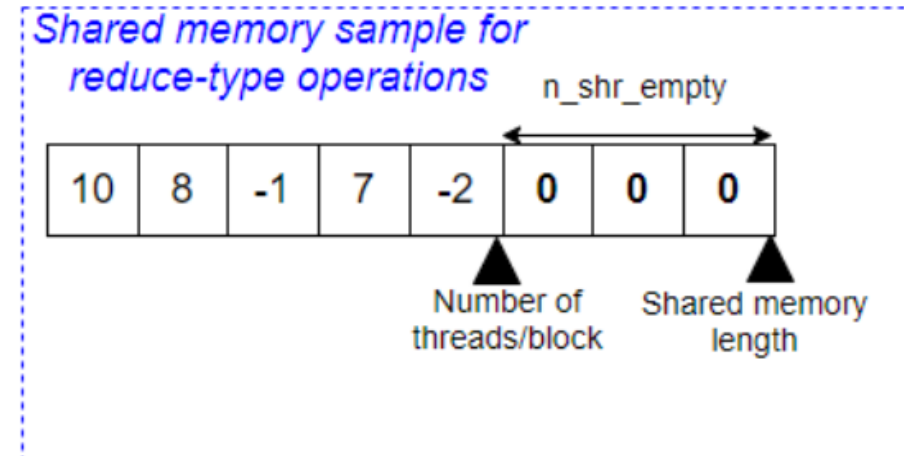 Shared memory sample for
reduce-type operations
n_shr_empty
10 8 -1 7 -2 0 0 0
Number of
threads/block
Shared memory
length